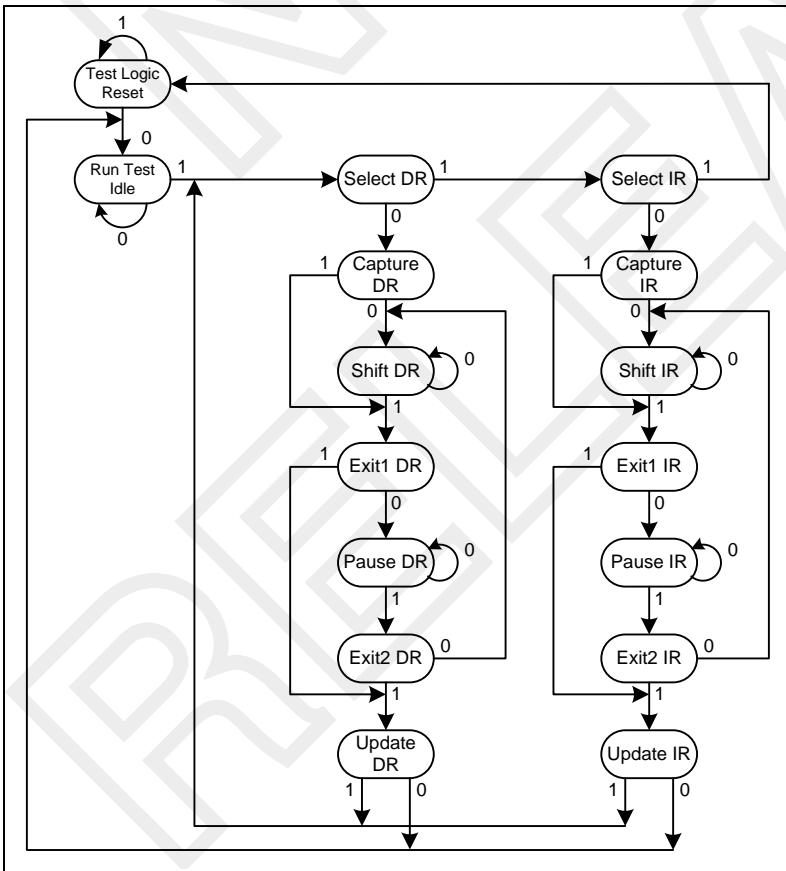 1
Test Logic
Reset
0
Run Test
Idle
1
0
Select DR
1
0
Select IR
1
0
Capture
DR
1
0
Capture
IR
1
0
Shift DR
0
1
Shift IR
0
1
Exit1 DR
1
0
Exit1 IR
1
0
Pause DR
0
1
Pause IR
0
1
Exit2 DR
0
1
Exit2 IR
0
1
Update
DR
1
0
Update IR
1
0